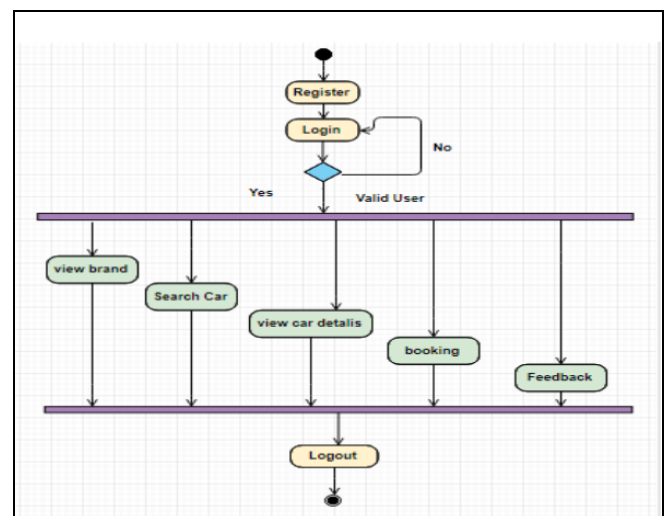 Register
Login
No
Yes
Valid User
view brand
Search Car
view car detalis
booking
Feedback
Logout